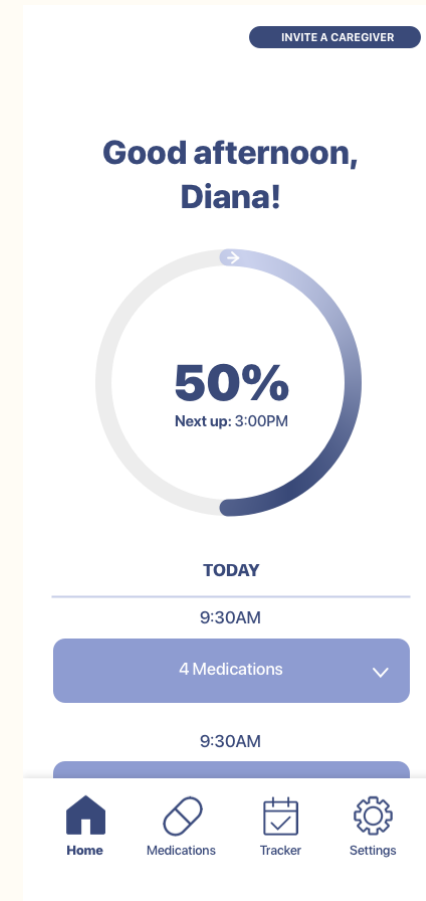 INVITE A CAREGIVER
Good afternoon,
Diana!
50%
Next up: 3:00PM
TODAY
9:30AM
4 Medications
9:30AM
Home Medications Tracker Settings